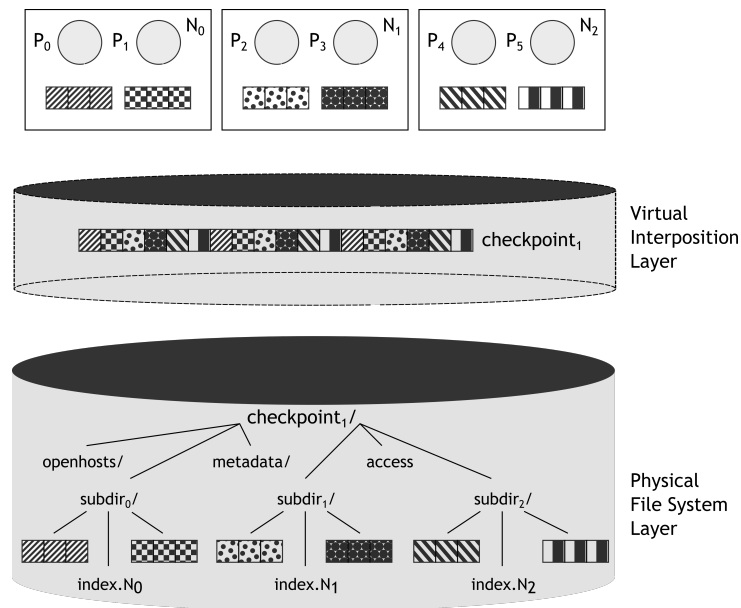 P0 P1 N0
P2 P3 N1
P4 P5 N2
checkpoint1
Virtual
Interposition
Layer
checkpoint1/
openhosts/
metadata/
access
subdir0/
subdir1/
subdir2/
index.N0
index.N1
index.N2
Physical
File System
Layer